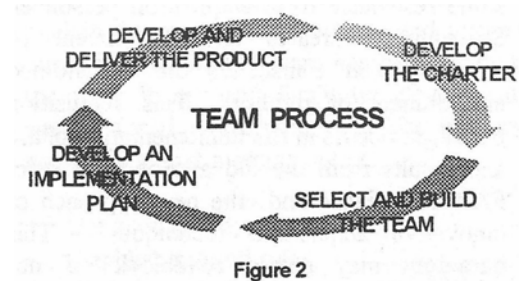 DEVELOP AND
DELIVER THE PRODUCT
DEVELOP
THE CHARTER
TEAM PROCESS
DEVELOP AN
IMPLEMENTATION
PLAN
SELECT AND BUILD
THE TEAM
Figure 2